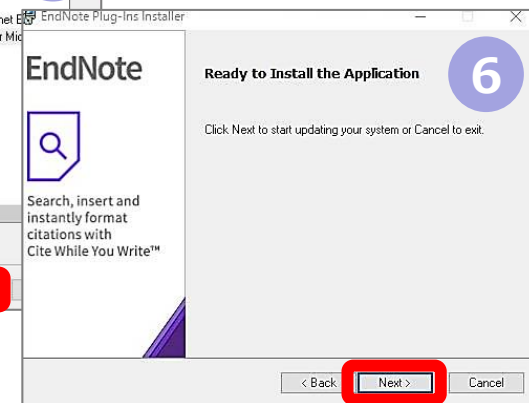 EndNote Plug-Ins Installer
EndNote
Ready to Install the Application
6
Click Next to start updating your system or Cancel to exit.
Search, insert and
instantly format
citations with
Cite While You Write™
< Back
Next >
Cancel